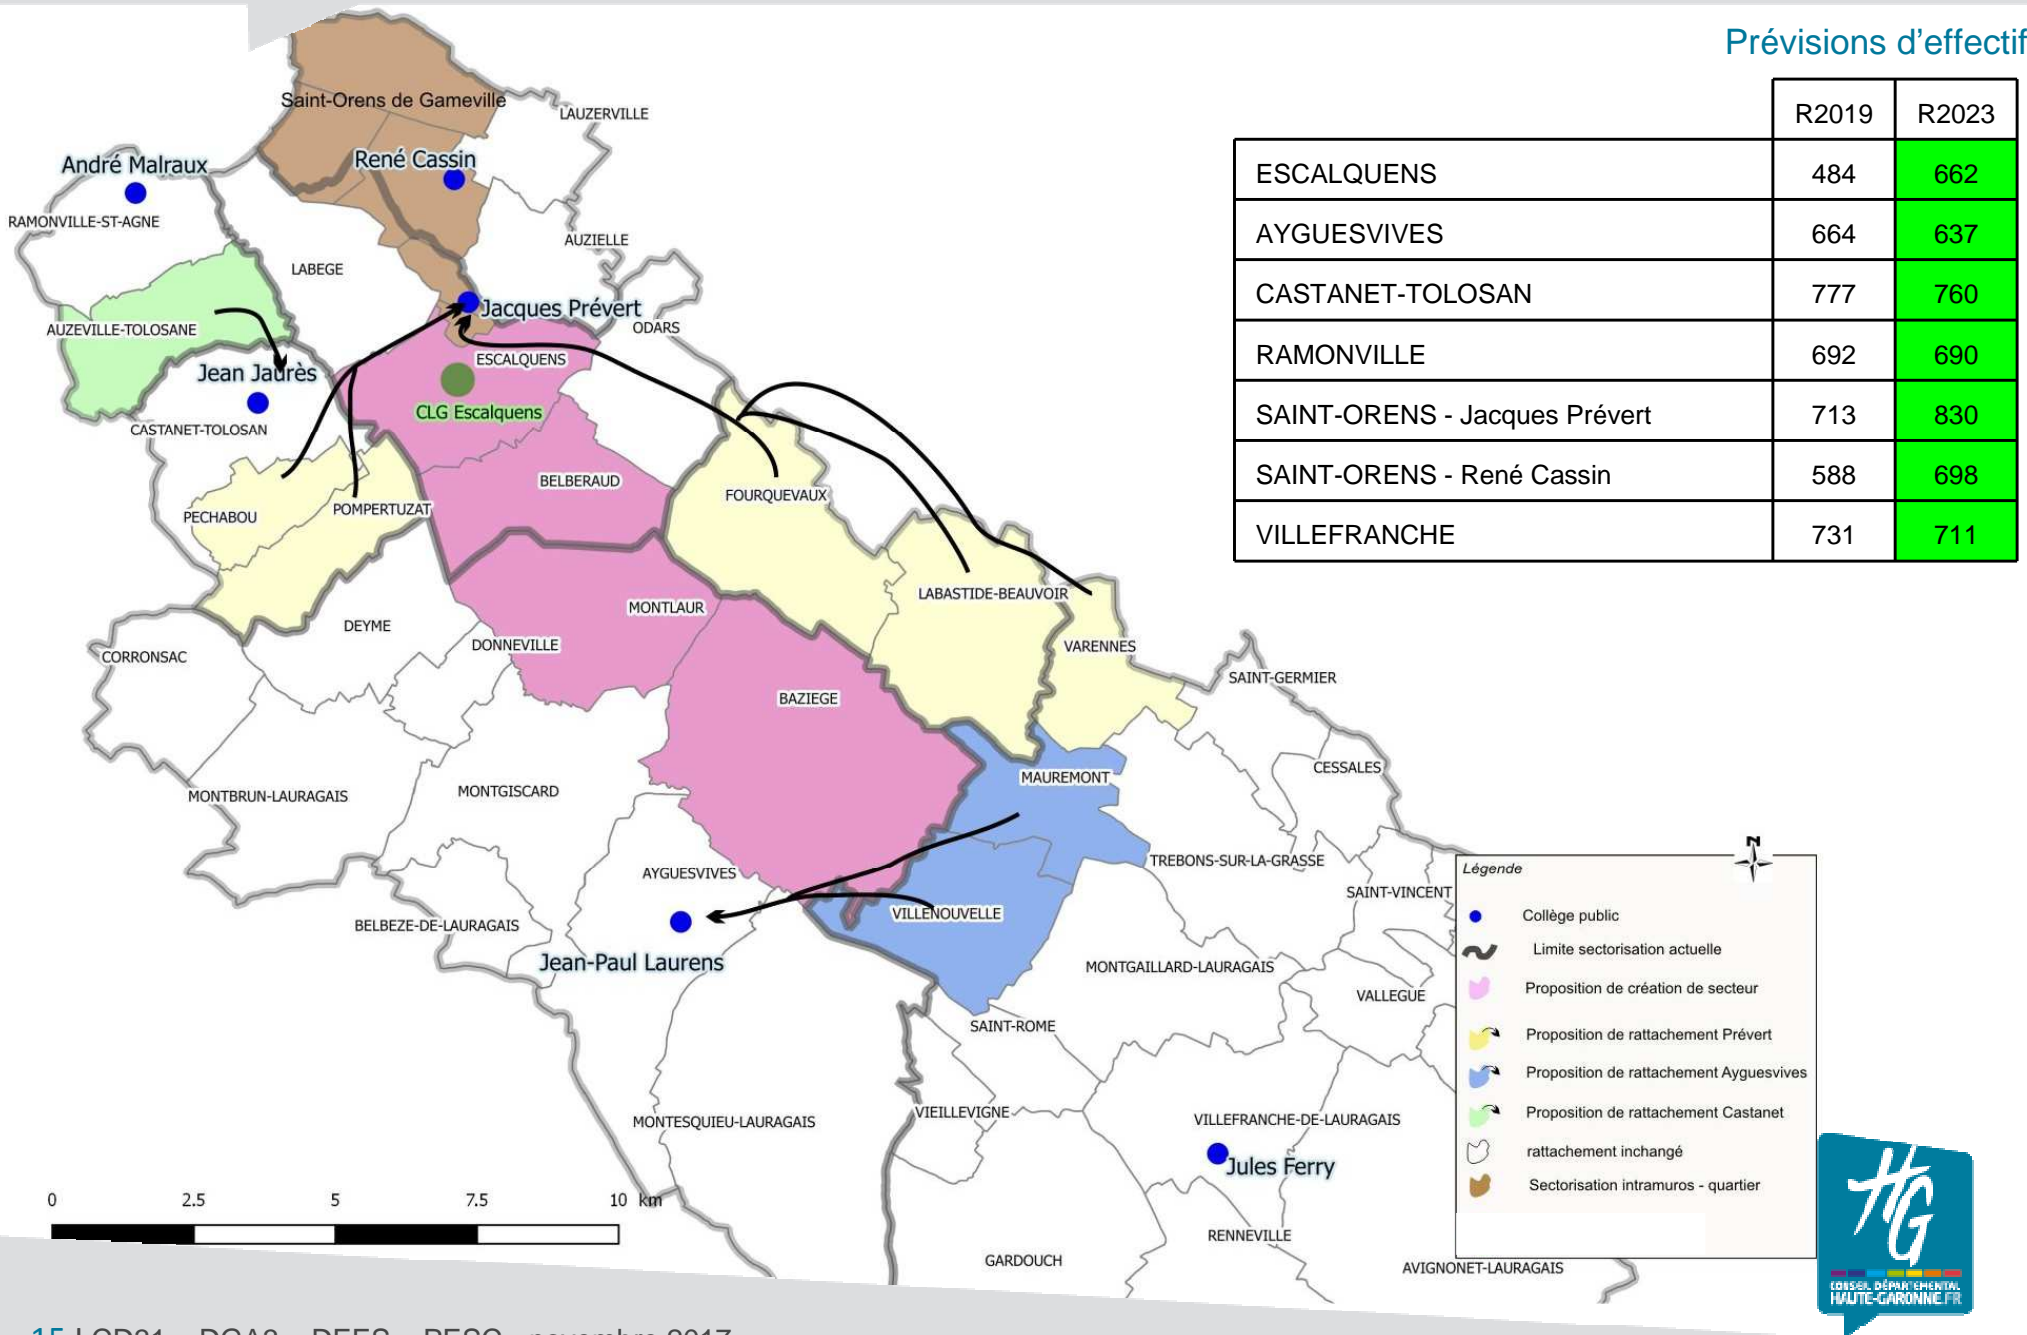 Prévisions d'effectif
R2019 R2023
ESCALQUENS 484 662
AYGUESVIVES 664 637
CASTANET-TOLOSAN 777 760
RAMONVILLE 692 690
SAINT-ORENS - Jacques Prévert 713 830
SAINT-ORENS - René Cassin 588 698
VILLEFRANCHE 731 711
Saint-Orens de Gameville
LAUZERVILLE
André Malraux
René Cassin
RAMONVILLE-ST-AGNE
AUZIELLE
LABEGE
Jacques Prévert
AUZEVILLE-TOLOSANE
ODARS
ESCALQUENS
Jean Jaurès
CLG Escalquens
CASTANET-TOLOSAN
BELBERAUD
FOURQUEVAUX
PECHABOU
POMPERTUZAT
LABASTIDE-BEAUVOIR
MONTLAUR
DEYME
DONNEVILLE
VARENNES
CORRONSAC
SAINT-GERMIER
BAZIEGE
CESSALES
MAUREMONT
MONTBRUN-LAURAGAIS
MONTGISCARD
TREBONS-SUR-LA-GRASSE
AYGUESVIVES
SAINT-VINCENT
VILLENOUVELLE
BELBEZE-DE-LAURAGAIS
Jean-Paul Laurens
MONTGAILLARD-LAURAGAIS
VALLEGUE
SAINT-ROME
VIEILLEVIGNE
MONTESQUIEU-LAURAGAIS
VILLEFRANCHE-DE-LAURAGAIS
Jules Ferry
RENNEVILLE
GARDOUCH
AVIGNONET-LAURAGAIS
N
Légende
Collège public
Limite sectorisation actuelle
Proposition de création de secteur
Proposition de rattachement Prévert
Proposition de rattachement Ayguesvives
Proposition de rattachement Castanet
rattachement inchangé
Sectorisation intramuros - quartier
0 2.5 5 7.5 10 km
HG
CONSEIL DÉPARTEMENTAL
HAUTE-GARONNE.FR
novembre 2017